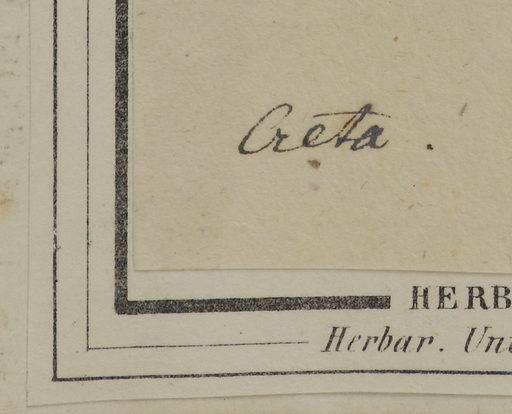 Creta .
HERB
Herbar. Uni